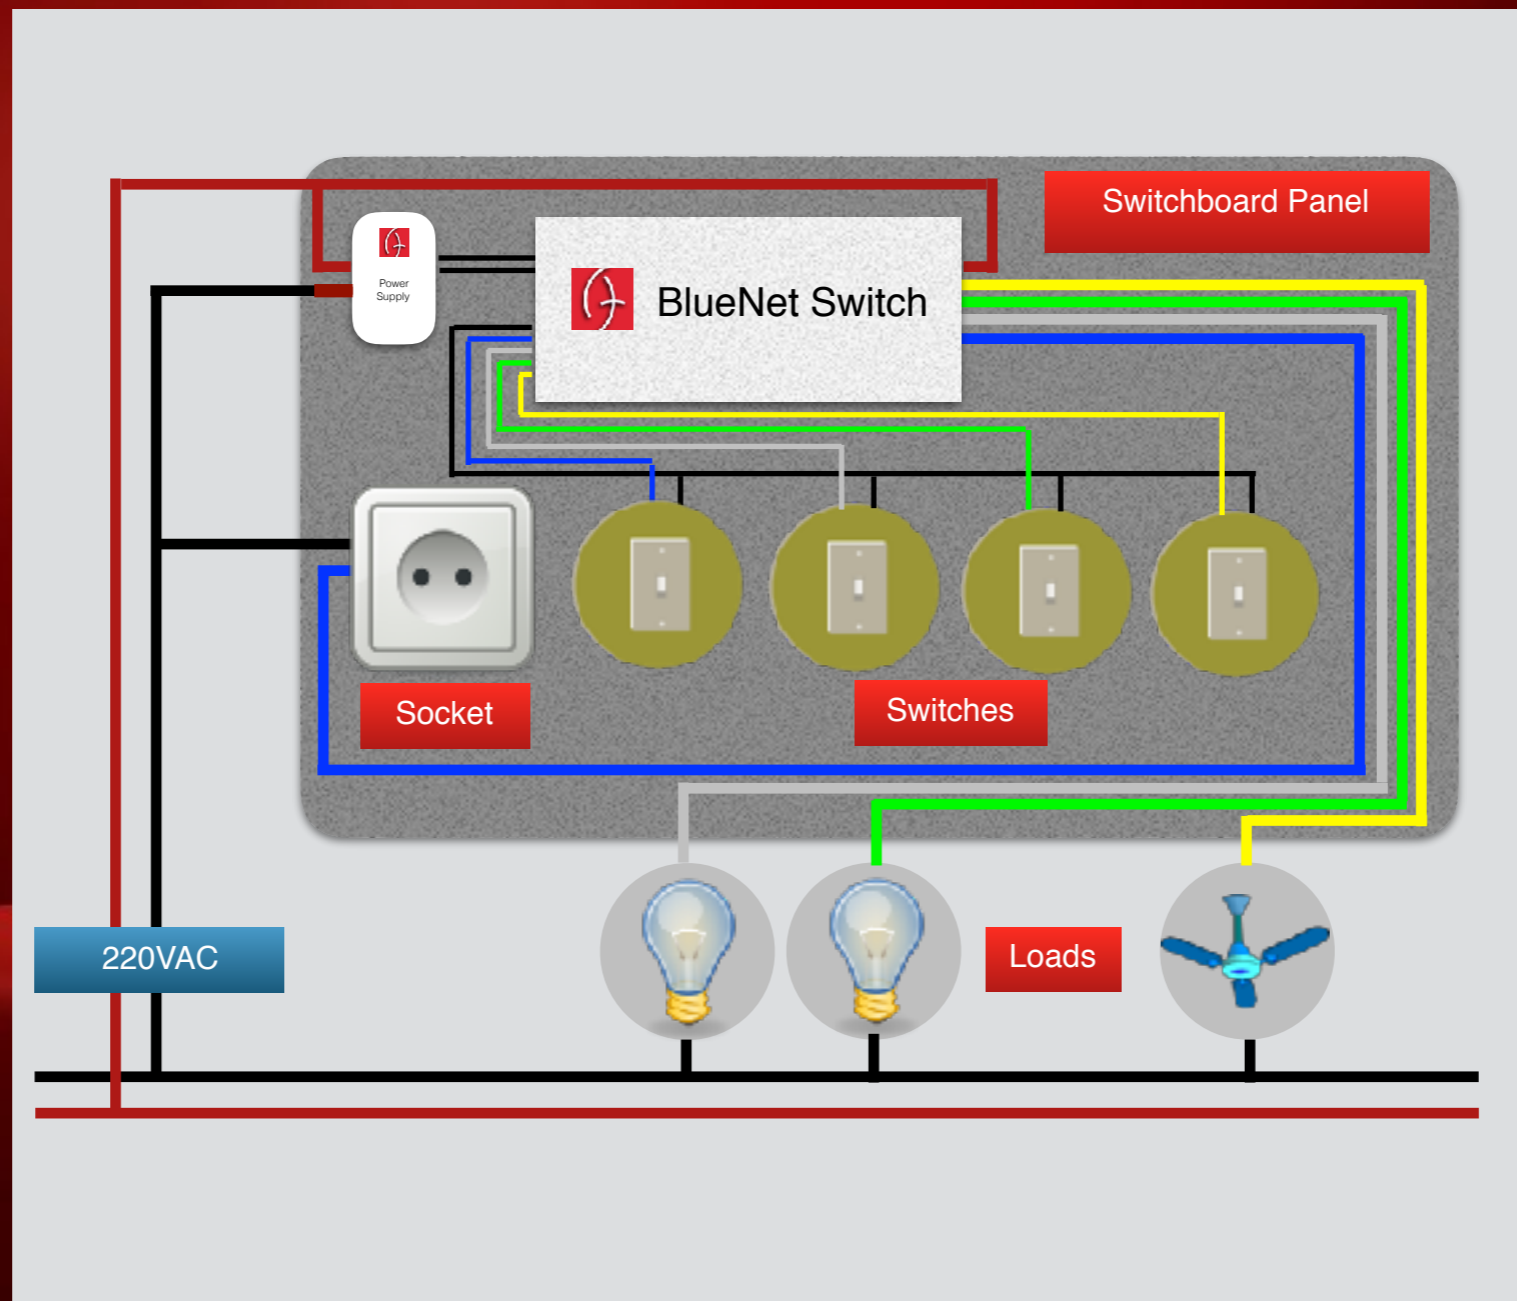 Switchboard Panel
Power
Supply
BlueNet Switch
Socket
Switches
220VAC
Loads